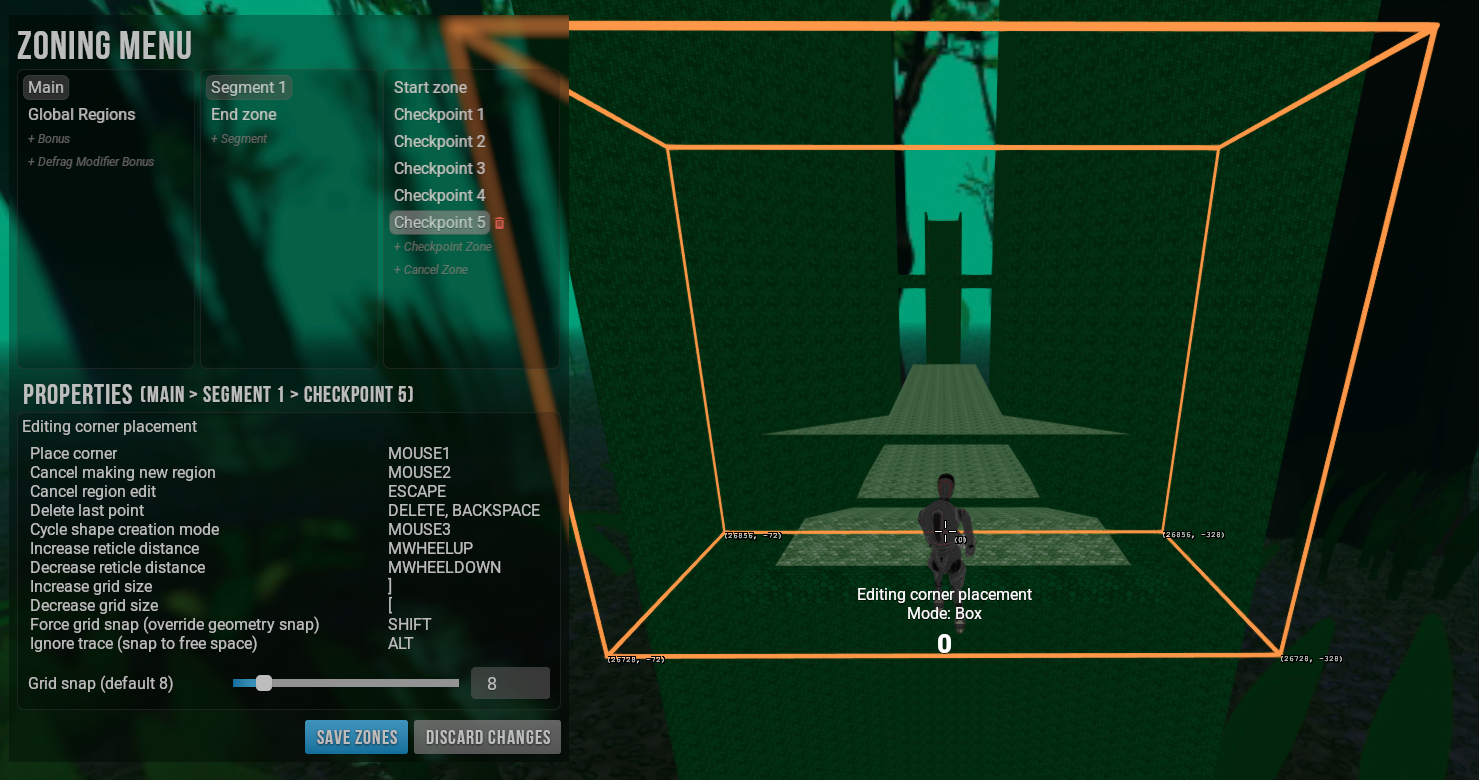 ZONING MENU
Main
Global Regions
+ Bonus
+ Defrag Modifier Bonus
Segment 1
End zone
+ Segment
Start zone
Checkpoint 1
Checkpoint 2
Checkpoint 3
Checkpoint 4
Checkpoint 5
+ Checkpoint Zone
+ Cancel Zone
PROPERTIES (MAIN > SEGMENT 1 > CHECKPOINT 5)
Editing corner placement
Place corner MOUSE1
Cancel making new region MOUSE2
Cancel region edit ESCAPE
Delete last point DELETE, BACKSPACE
Cycle shape creation mode MOUSE3
Increase reticle distance MWHEELUP
Decrease reticle distance MWHEELDOWN
Increase grid size ]
Decrease grid size [
Force grid snap (override geometry snap) SHIFT
Ignore trace (snap to free space) ALT
Grid snap (default 8) 8
SAVE ZONES DISCARD CHANGES
(26856, -72)
(26856, -328)
(0)
Editing corner placement
Mode: Box
0
(26728, -72)
(26728, -328)